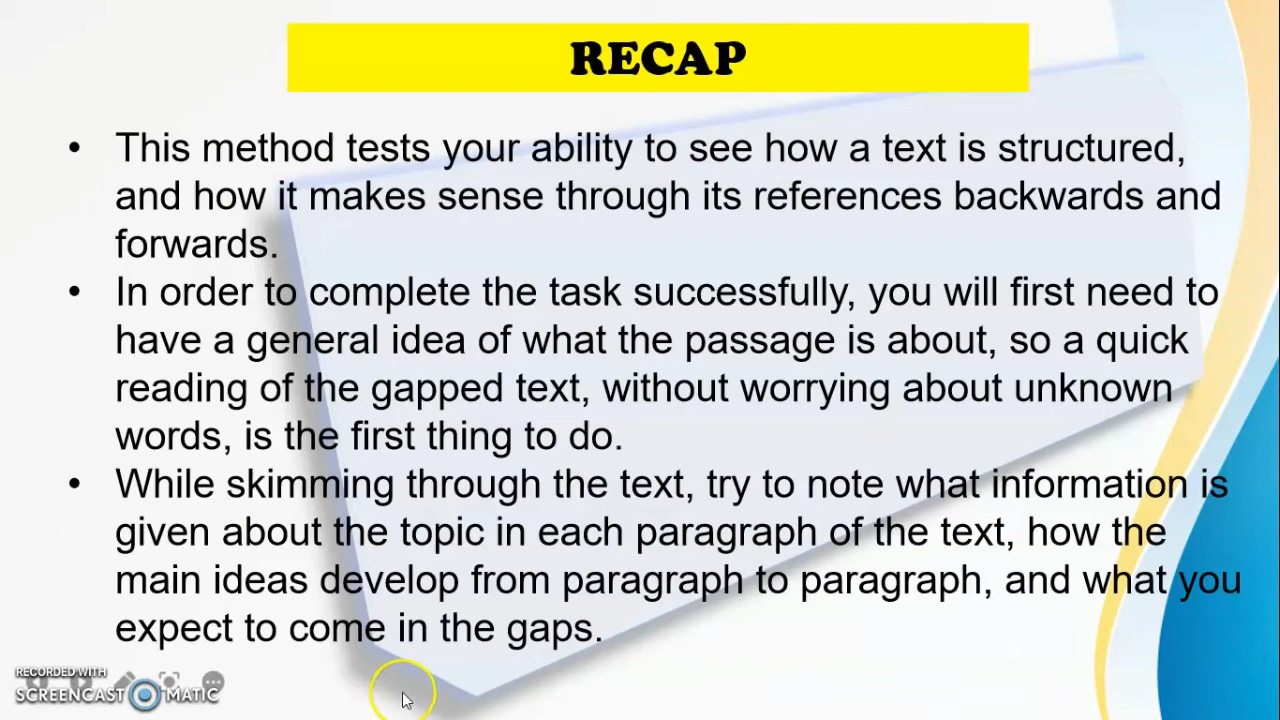 RECAP
• This method tests your ability to see how a text is structured,
and how it makes sense through its references backwards and
forwards.
• In order to complete the task successfully, you will first need to
have a general idea of what the passage is about, so a quick
reading of the gapped text, without worrying about unknown
words, is the first thing to do.
• While skimming through the text, try to note what information is
given about the topic in each paragraph of the text, how the
main ideas develop from paragraph to paragraph, and what you
expect to come in the gaps.
RECORDED WITH
SCREENCAST MATIC